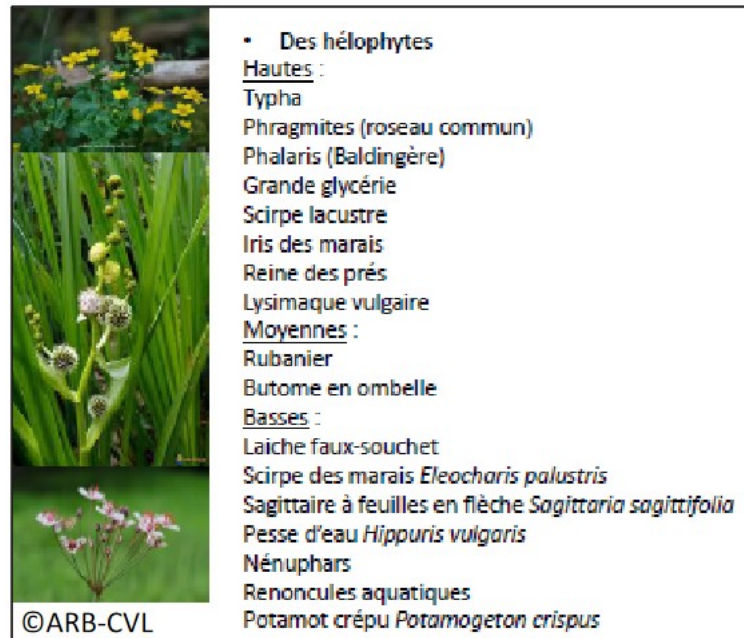 • Des hélophytes
Hautes :
Typha
Phragmites (roseau commun)
Phalaris (Baldingère)
Grande glycérie
Scirpe lacustre
Iris des marais
Reine des prés
Lysimaque vulgaire
Moyennes :
Rubanier
Butome en ombelle
Basses :
Laiche faux-souchet
Scirpe des marais Eleocharis palustris
Sagittaire à feuilles en flèche Sagittaria sagittifolia
Pesse d'eau Hippuris vulgaris
Nénuphars
Renoncules aquatiques
Potamot crépu Potamogeton crispus
©ARB-CVL